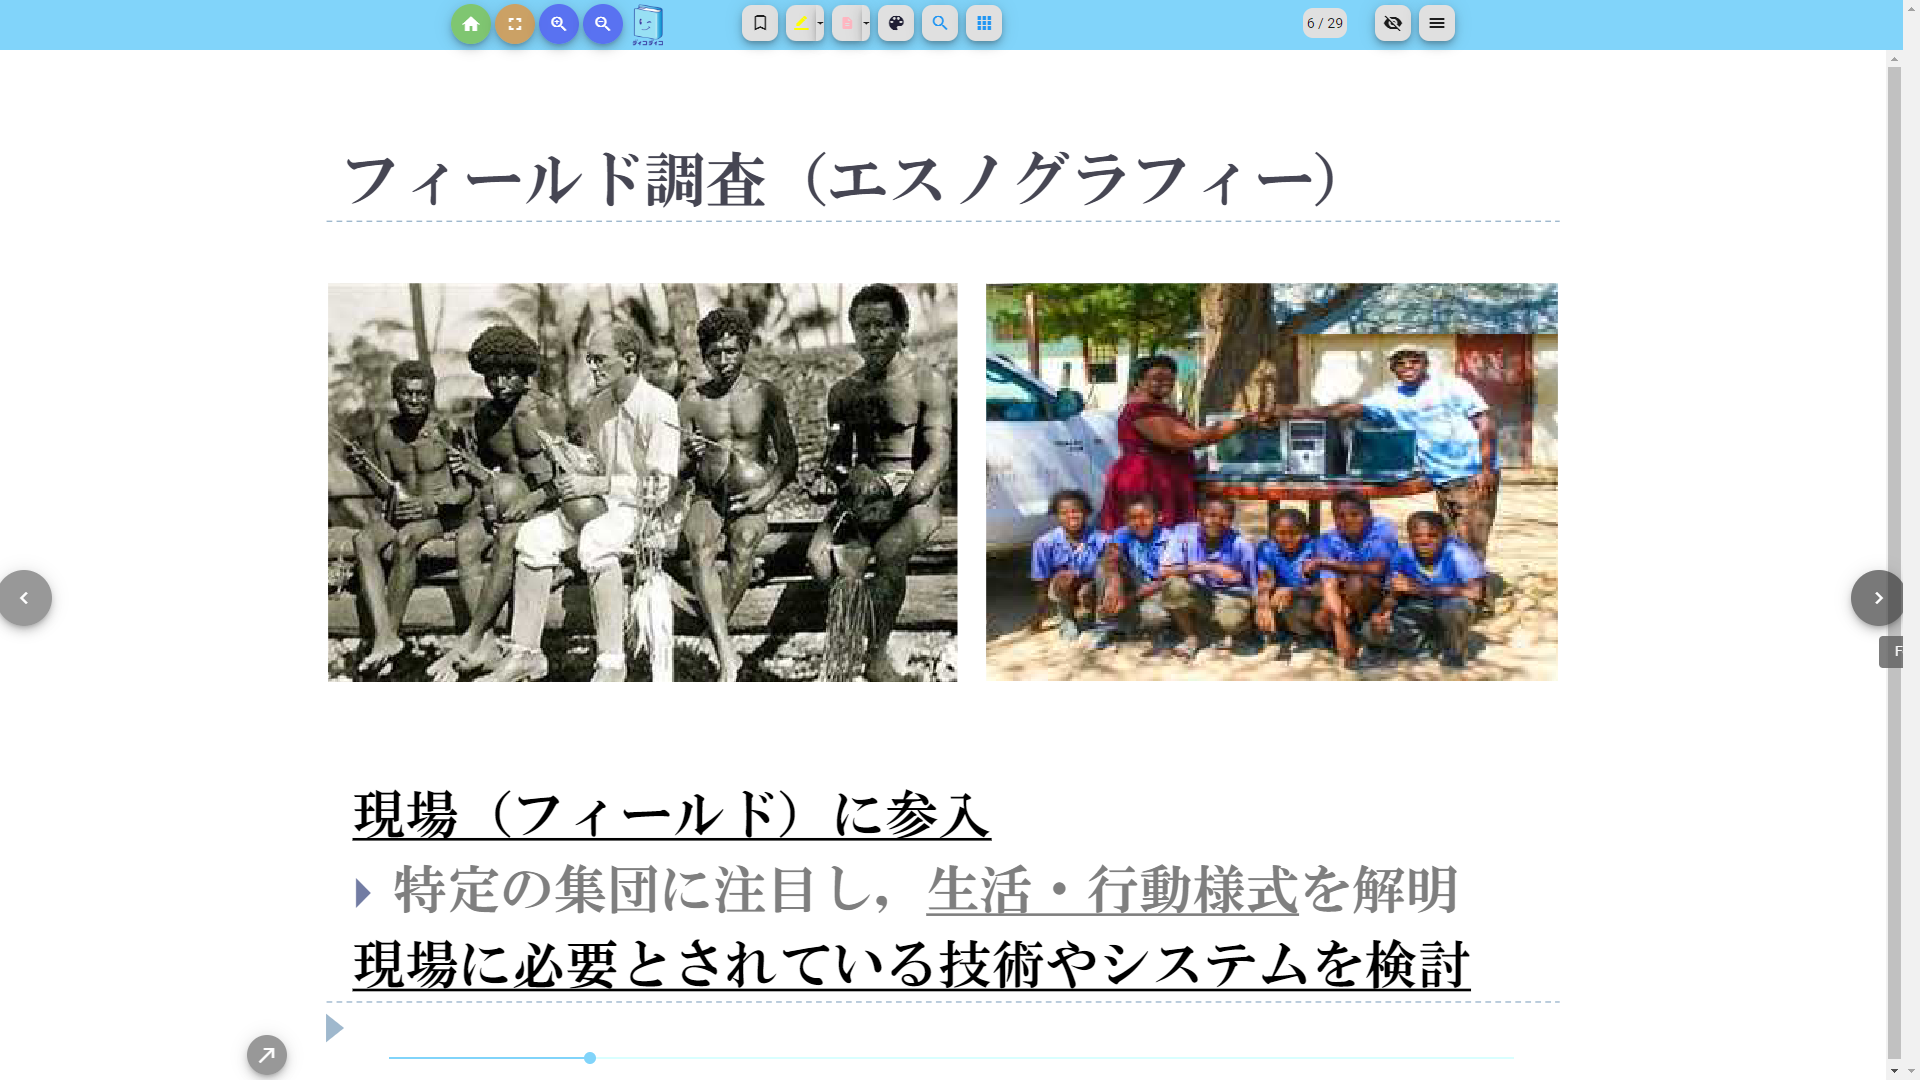 6 / 29
フィールド調査（エスノグラフィー）
現場（フィールド）に参入
特定の集団に注目し，生活・行動様式を解明
現場に必要とされている技術やシステムを検討